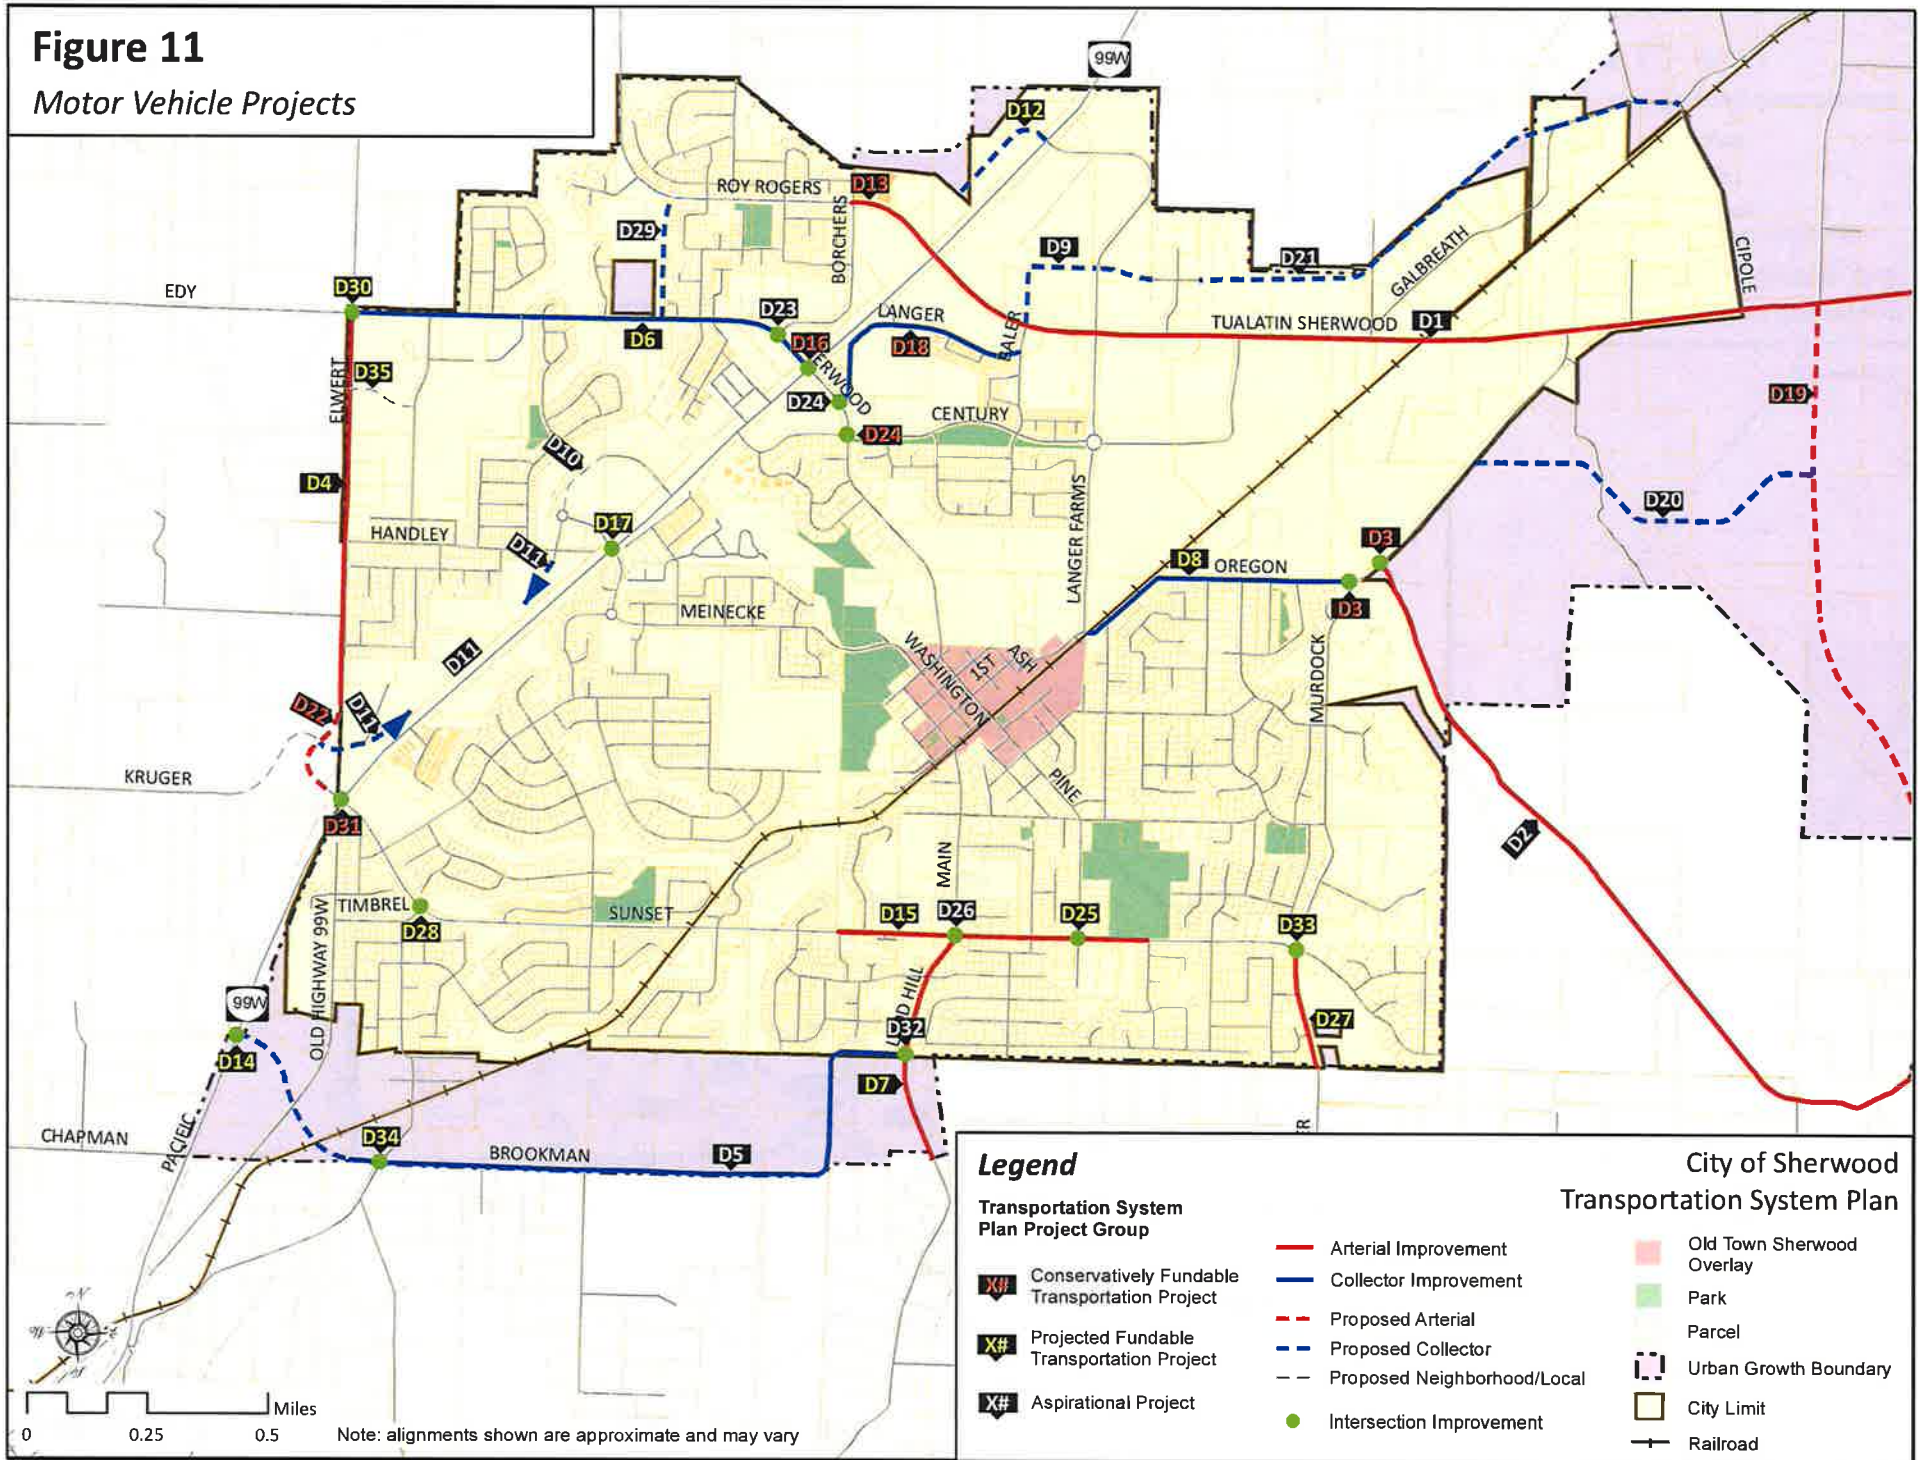 Figure 11
Motor Vehicle Projects
99W
D12
ROY ROGERS
D13
D29
BORCHERS
D9
D21
GALBREATH
CIPOLE
EDY
D30
D23
LANGER
D6
D16
D18
BALER
TUALATIN SHERWOOD
D1
ELWERT
D35
ERWOOD
D24
CENTURY
D24
D19
D10
D4
D20
HANDLEY
D17
LANGER FARMS
D11
D3
D8
OREGON
MEINECKE
D3
WASHINGTON
1ST
ASH
MURDOCK
D11
D22
D11
KRUGER
PINE
D31
D2
MAIN
TIMBREL
SUNSET
D15
D26
D25
D33
D28
OLD HIGHWAY 99W
99W
HILL
D32
D27
D14
D7
CHAPMAN
PACIFIC
D34
BROOKMAN
D5
ER
Legend
City of Sherwood
Transportation System Plan
Transportation System
Plan Project Group
X#
Conservatively Fundable
Transportation Project
X#
Projected Fundable
Transportation Project
X#
Aspirational Project
Arterial Improvement
Collector Improvement
Proposed Arterial
Proposed Collector
Proposed Neighborhood/Local
Intersection Improvement
Old Town Sherwood
Overlay
Park
Parcel
Urban Growth Boundary
City Limit
Railroad
Miles
0 0.25 0.5
Note: alignments shown are approximate and may vary